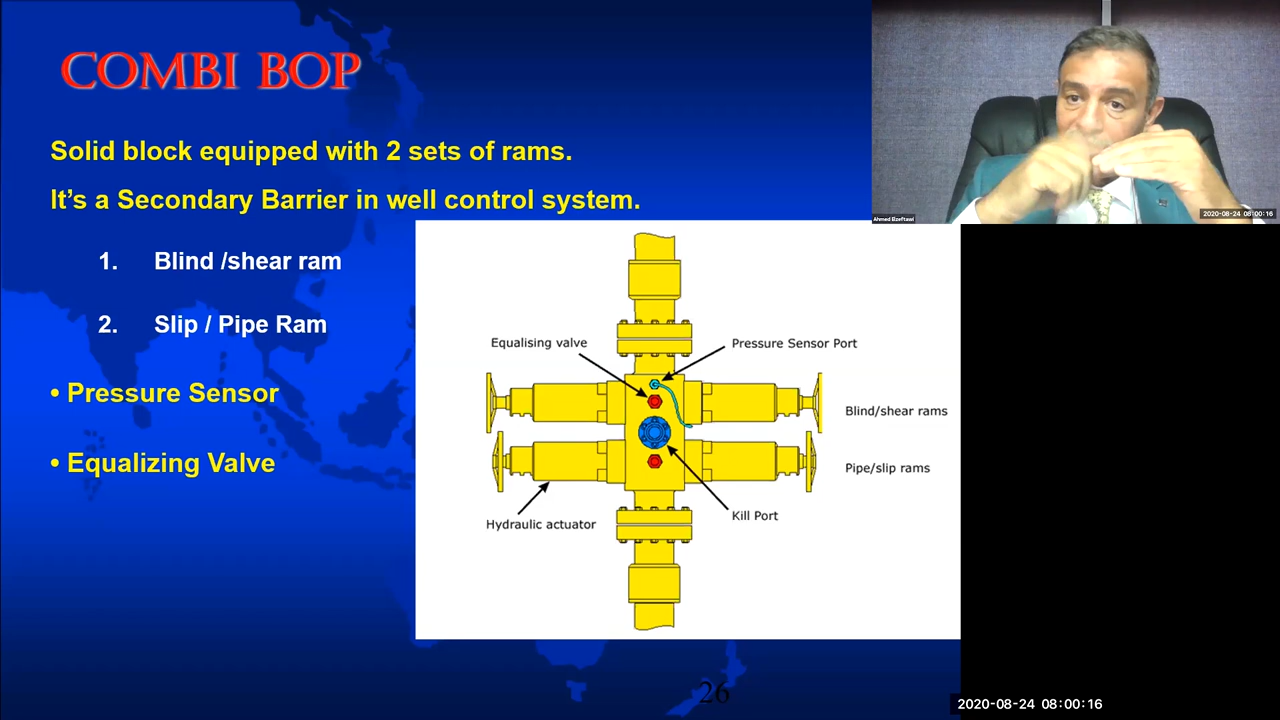 COMBI BOP
Solid block equipped with 2 sets of rams.
It's a Secondary Barrier in well control system.
1. Blind /shear ram
2. Slip / Pipe Ram
• Pressure Sensor
• Equalizing Valve
Equalising valve
Pressure Sensor Port
Blind/shear rams
Pipe/slip rams
Kill Port
Hydraulic actuator
26
Ahmed Elzeftawi
2020-08-24 08:00:16
2020-08-24 08:00:16